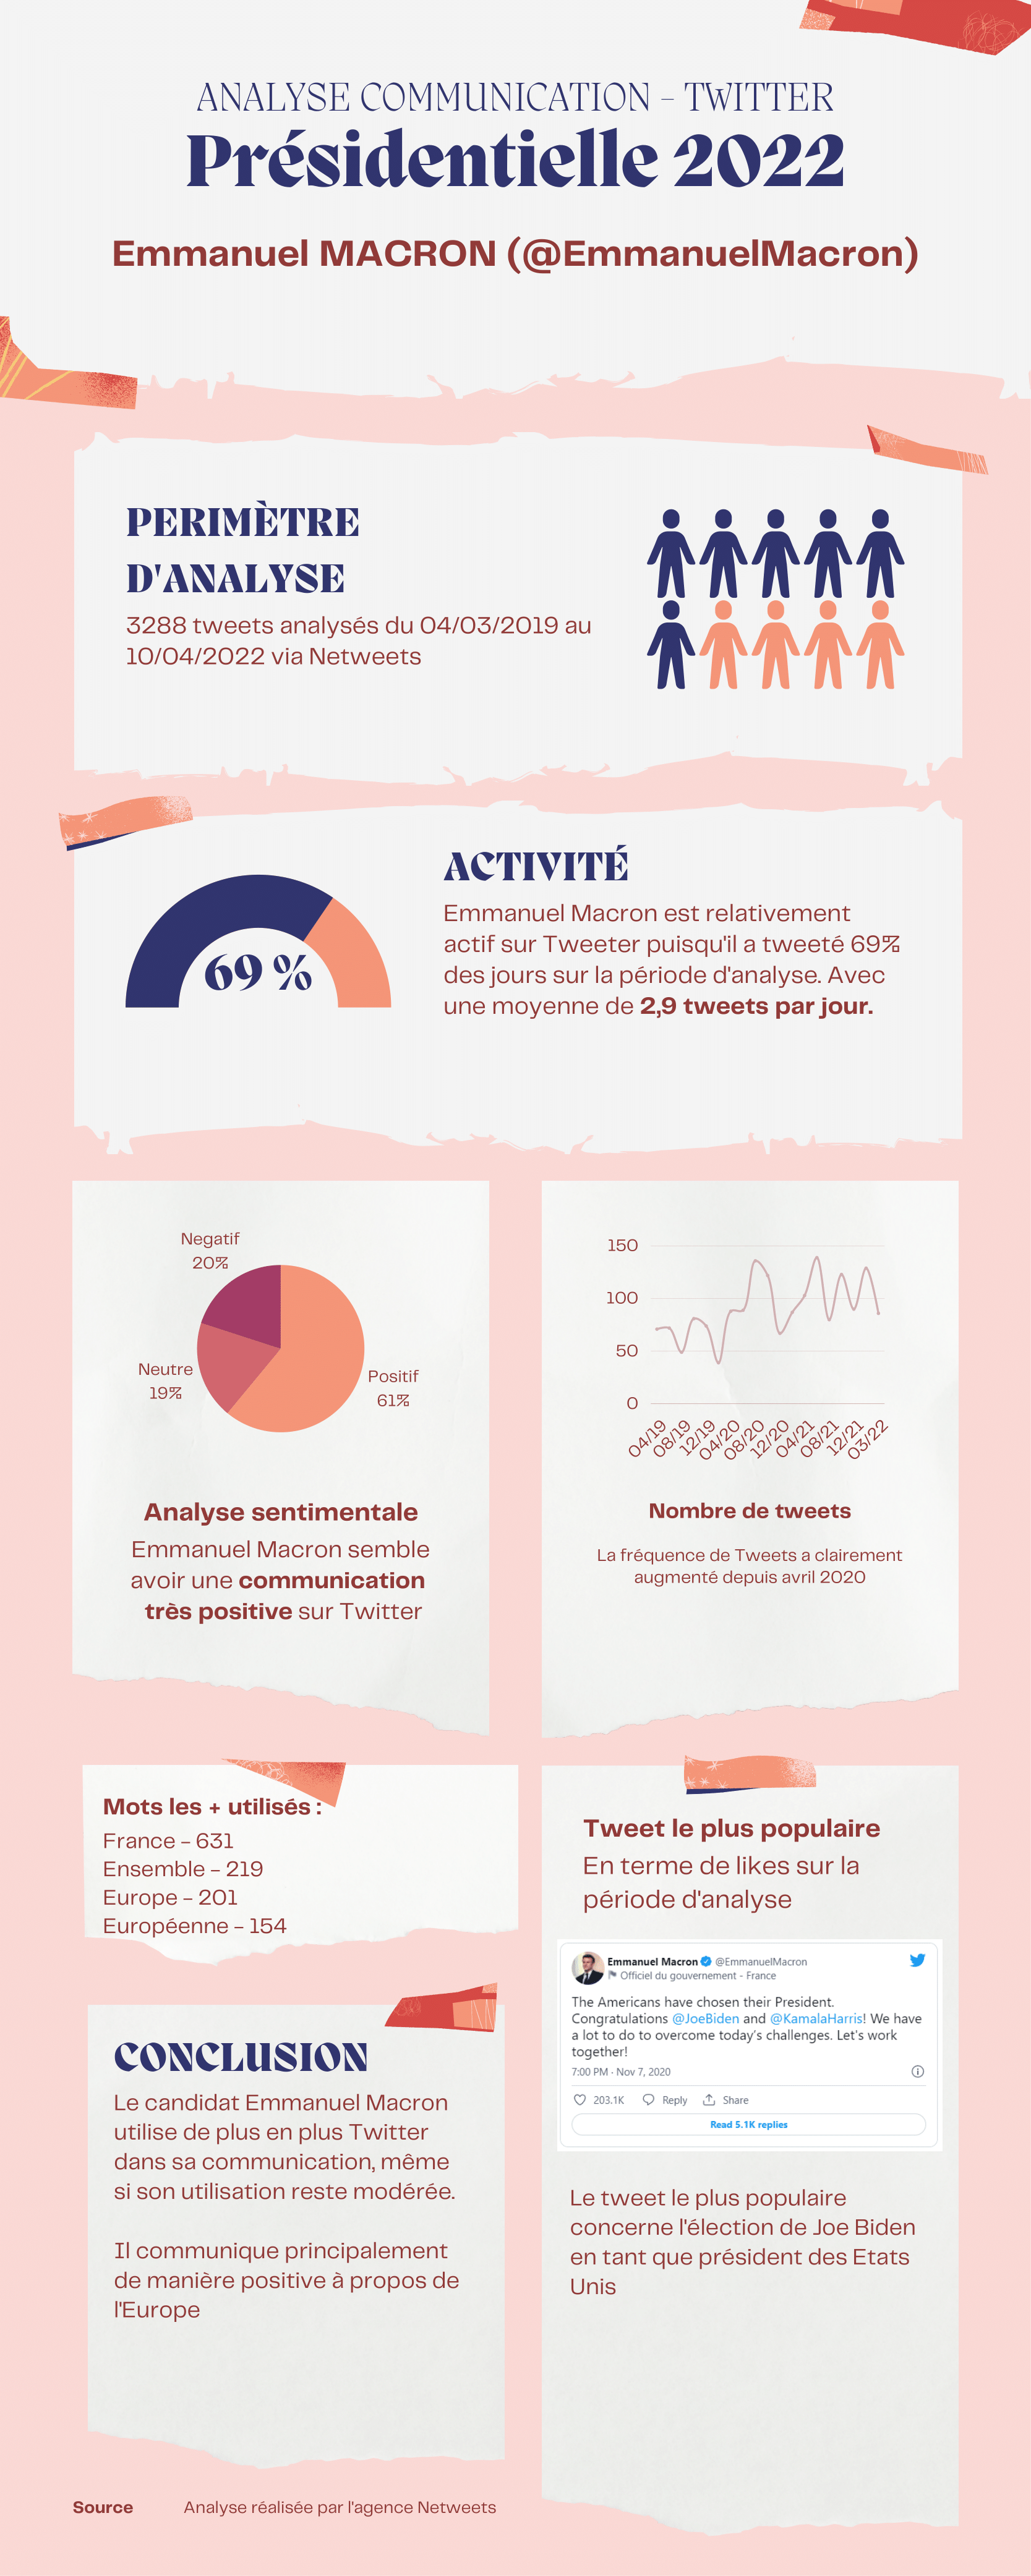 ANALYSE COMMUNICATION - TWITTER
Présidentielle 2022
Emmanuel MACRON (@EmmanuelMacron)
PERIMÈTRE
D'ANALYSE
3288 tweets analysés du 04/03/2019 au
10/04/2022 via Netweets
69 %
ACTIVITÉ
Emmanuel Macron est relativement
actif sur Tweeter puisqu'il a tweeté 69%
des jours sur la période d'analyse. Avec
une moyenne de 2,9 tweets par jour.
Negatif
20%
Neutre
19%
Positif
61%
Analyse sentimentale
Emmanuel Macron semble
avoir une communication
très positive sur Twitter
150
100
50
0
04/19
08/19
12/19
04/20
08/20
12/20
04/21
08/21
12/21
03/22
Nombre de tweets
La fréquence de Tweets a clairement
augmenté depuis avril 2020
Mots les + utilisés :
France - 631
Ensemble - 219
Europe - 201
Européenne - 154
Tweet le plus populaire
En terme de likes sur la
période d'analyse
Emmanuel Macron @EmmanuelMacron
Officiel du gouvernement - France
The Americans have chosen their President.
Congratulations @JoeBiden and @KamalaHarris! We have
a lot to do to overcome today's challenges. Let's work
together!
7:00 PM · Nov 7, 2020
203.1K Reply Share
Read 5.1K replies
Le tweet le plus populaire
concerne l'élection de Joe Biden
en tant que président des Etats
Unis
CONCLUSION
Le candidat Emmanuel Macron
utilise de plus en plus Twitter
dans sa communication, même
si son utilisation reste modérée.
Il communique principalement
de manière positive à propos de
l'Europe
Source Analyse réalisée par l'agence Netweets